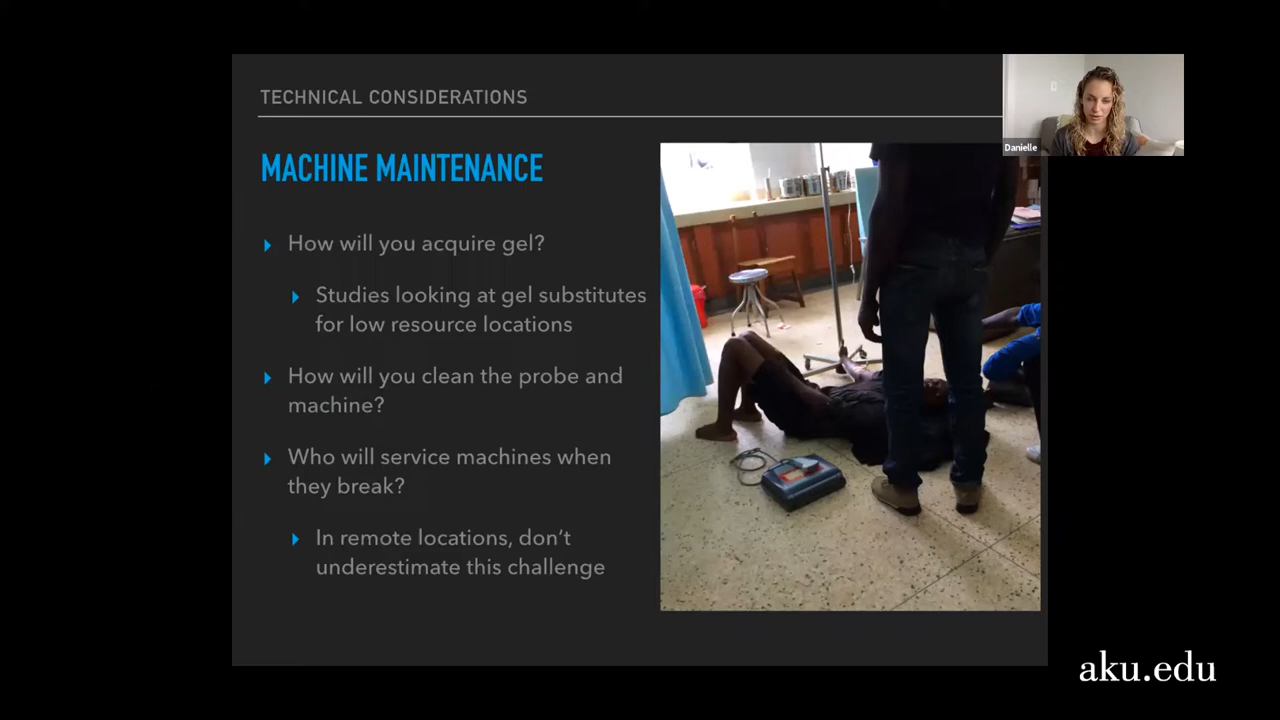 TECHNICAL CONSIDERATIONS
MACHINE MAINTENANCE
How will you acquire gel?
Studies looking at gel substitutes
for low resource locations
How will you clean the probe and
machine?
Who will service machines when
they break?
In remote locations, don’t
underestimate this challenge
Danielle
aku.edu